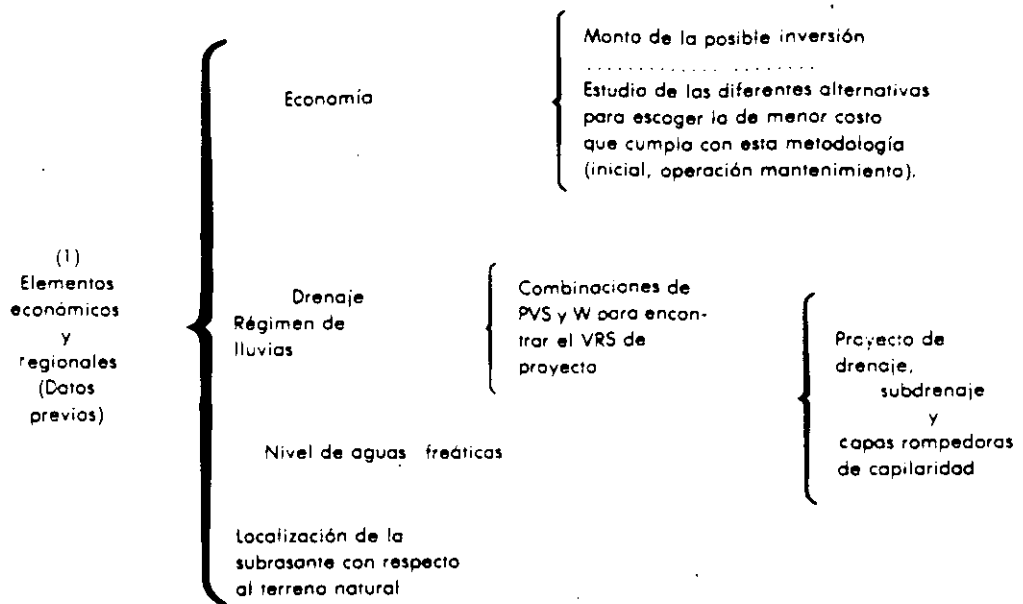 Monto de la posible inversión
Economía
Estudio de las diferentes alternativas
para escoger la de menor costo
que cumpla con esta metodología
(inicial, operación mantenimiento).
(1)
Elementos
económicos
y
regionales
(Datos
previos)
Drenaje
Régimen de
lluvias
Combinaciones de
PVS y W para encon-
trar el VRS de
proyecto
Proyecto de
drenaje,
subdrenaje
y
capas rompedoras
de capilaridad
Nivel de aguas freáticas
Localización de la
subrasante con respecto
al terreno natural